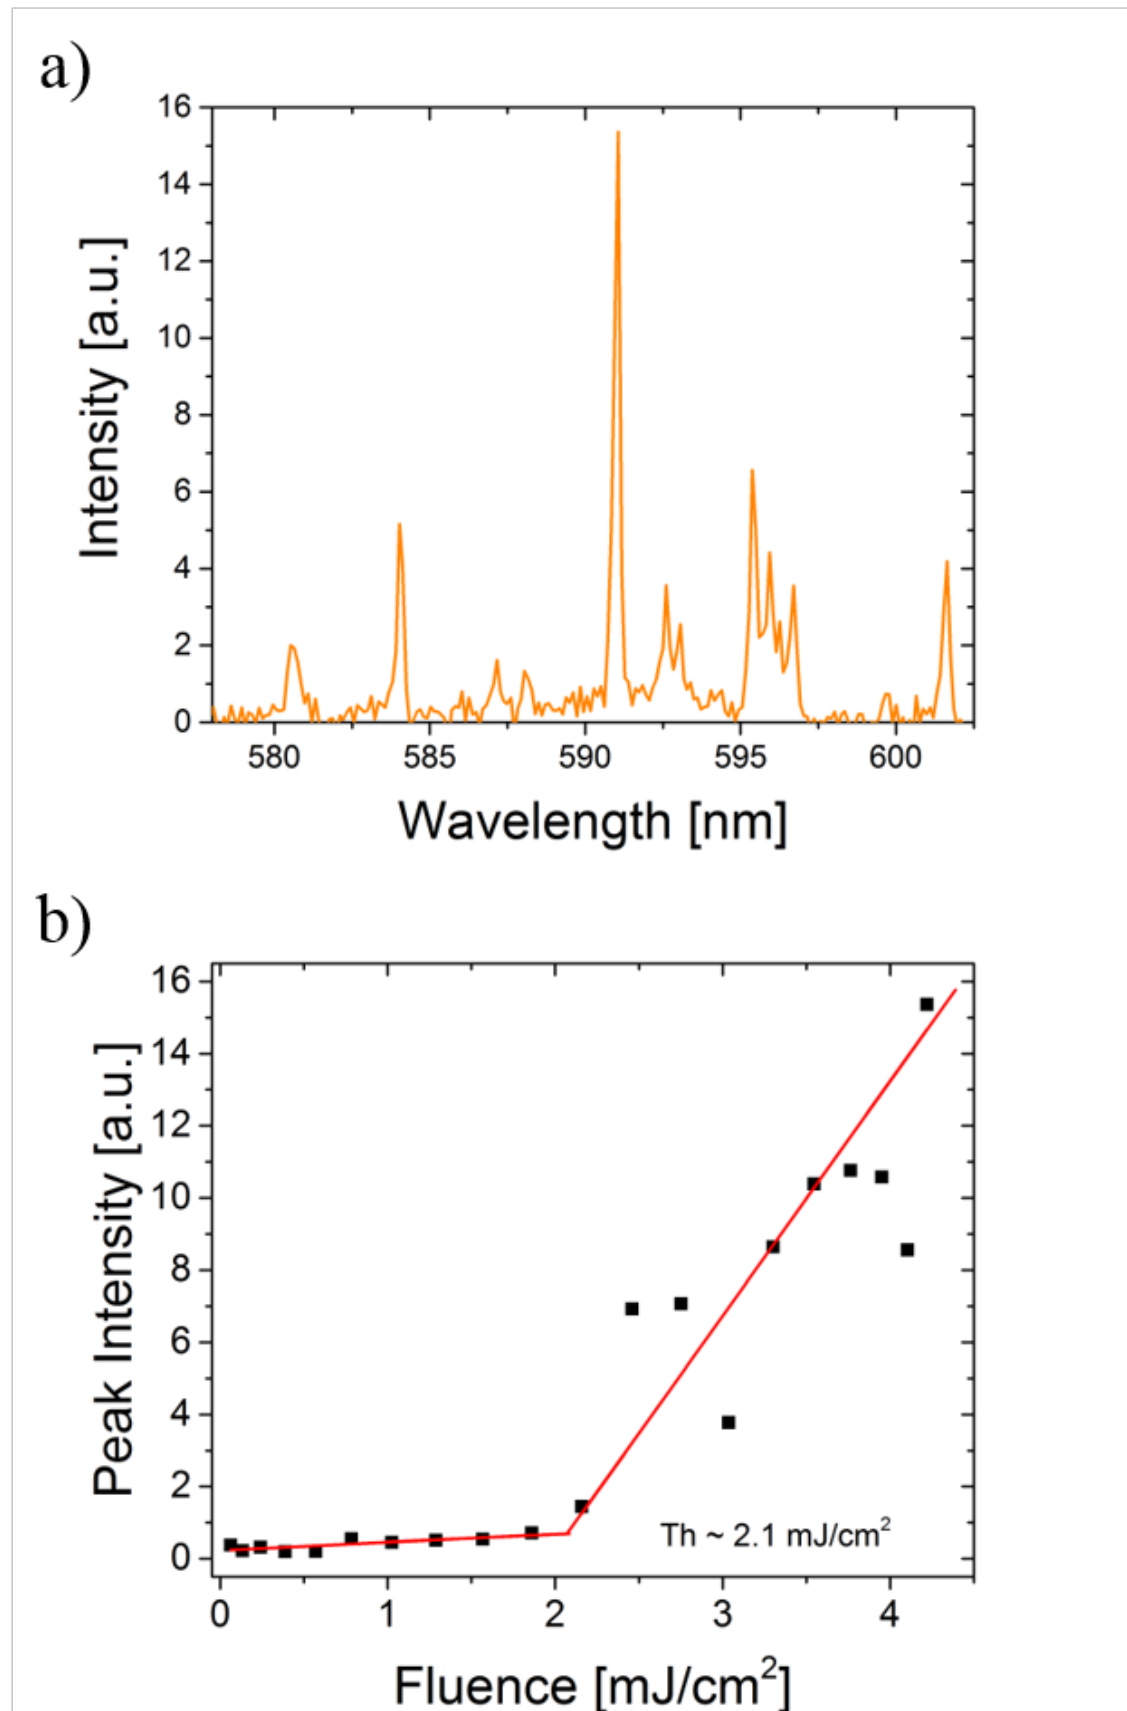 a)
16
14
12
10
8
6
4
2
0
Intensity [a.u.]
580 585 590 595 600
Wavelength [nm]
b)
16
14
12
10
8
6
4
2
0
Peak Intensity [a.u.]
Th ~ 2.1 mJ/cm²
0 1 2 3 4
Fluence [mJ/cm²]